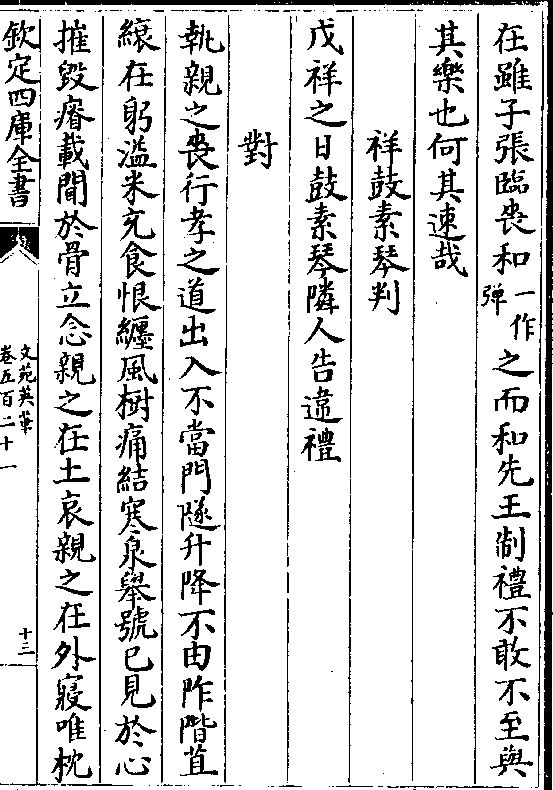 在雖子張臨喪和一作彈之而和先王制禮不敢不至與
其樂也何其速哉
祥鼓素琴判
戊祥之日鼓素琴隣人告違禮
對
執親之喪行孝之道出入不當門隧升降不由阼階苴
縗在躬溢米充食恨纏風樹痛結寒泉舉號已見於心
摧毀瘠載聞於骨立念親之在土哀親之在外寢唯枕
欽定四庫全書
文苑英華
卷五百二十一
十三